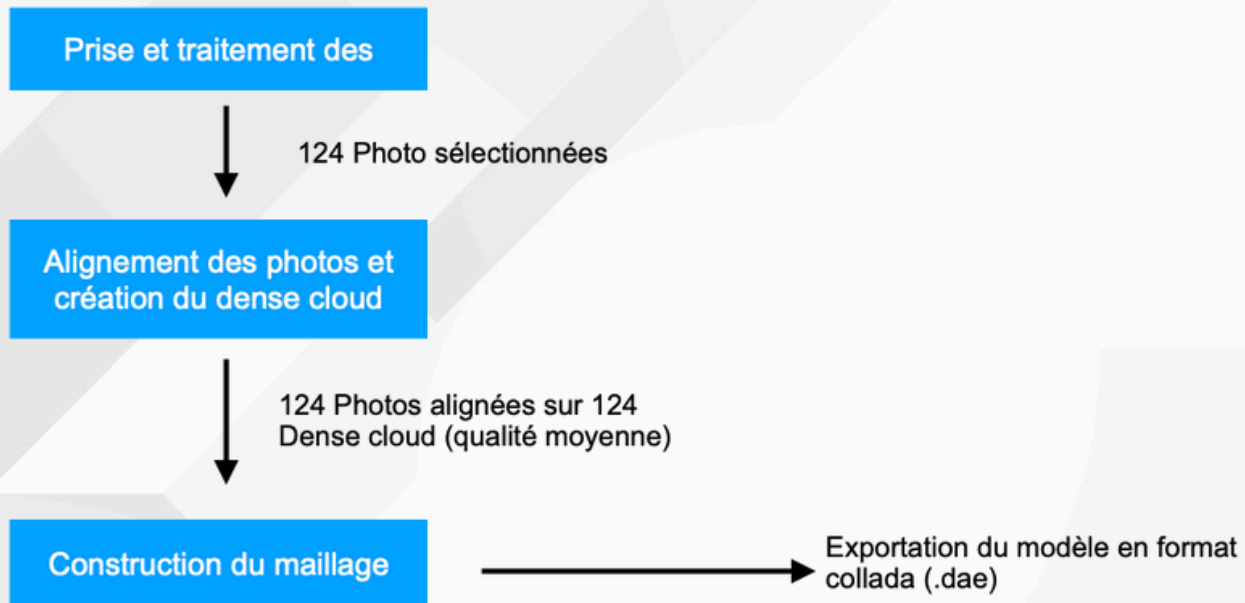 Prise et traitement des
124 Photo sélectionnées
Alignement des photos et
création du dense cloud
124 Photos alignées sur 124
Dense cloud (qualité moyenne)
Construction du maillage
Exportation du modèle en format
collada (.dae)